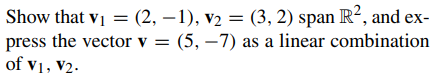 Show that v₁ = (2, −1), v₂ = (3, 2) span ℝ², and ex-
press the vector v = (5, −7) as a linear combination
of v₁, v₂.